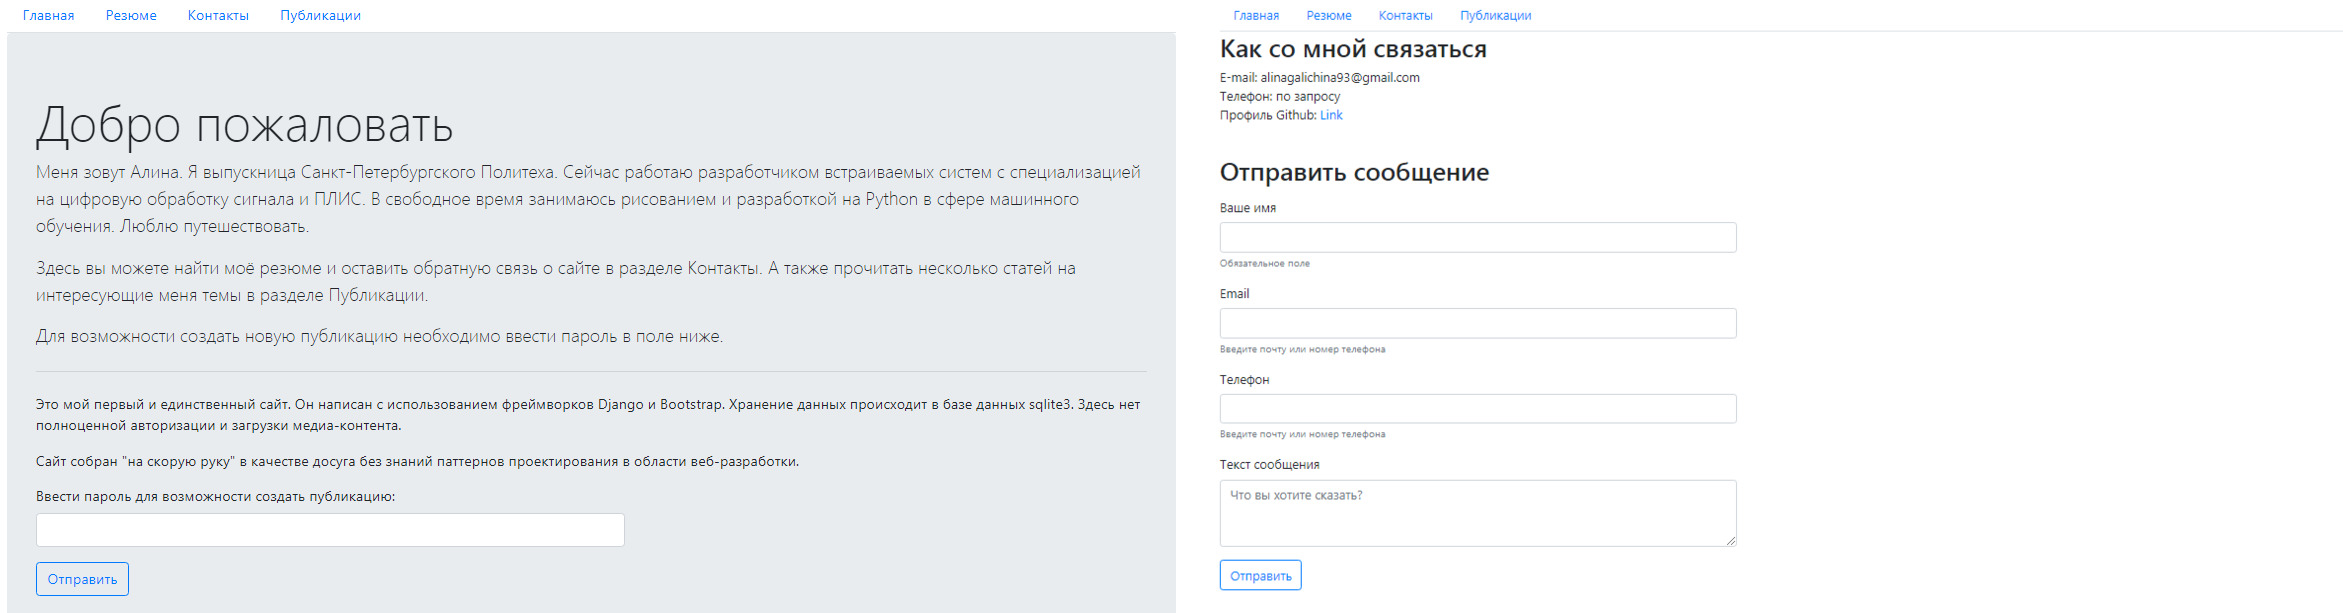 Главная Резюме Контакты Публикации
Добро пожаловать
Меня зовут Алина. Я выпускница Санкт-Петербургского Политеха. Сейчас работаю разработчиком встраиваемых систем с специализацией
на цифровую обработку сигнала и ПЛИС. В свободное время занимаюсь рисованием и разработкой на Python в сфере машинного
обучения. Люблю путешествовать.
Здесь вы можете найти моё резюме и оставить обратную связь о сайте в разделе Контакты. А также прочитать несколько статей на
интересующие меня темы в разделе Публикации.
Для возможности создать новую публикацию необходимо ввести пароль в поле ниже.
Это мой первый и единственный сайт. Он написан с использованием фреймворков Django и Bootstrap. Хранение данных происходит в базе данных sqlite3. Здесь нет
полноценной авторизации и загрузки медиа-контента.
Сайт собран "на скорую руку" в качестве досуга без знаний паттернов проектирования в области веб-разработки.
Ввести пароль для возможности создать публикацию:
Отправить
Главная Резюме Контакты Публикации
Как со мной связаться
E-mail: alinagalichina93@gmail.com
Телефон: по запросу
Профиль Github: Link
Отправить сообщение
Ваше имя
Обязательное поле
Email
Введите почту или номер телефона
Телефон
Введите почту или номер телефона
Текст сообщения
Что вы хотите сказать?
Отправить